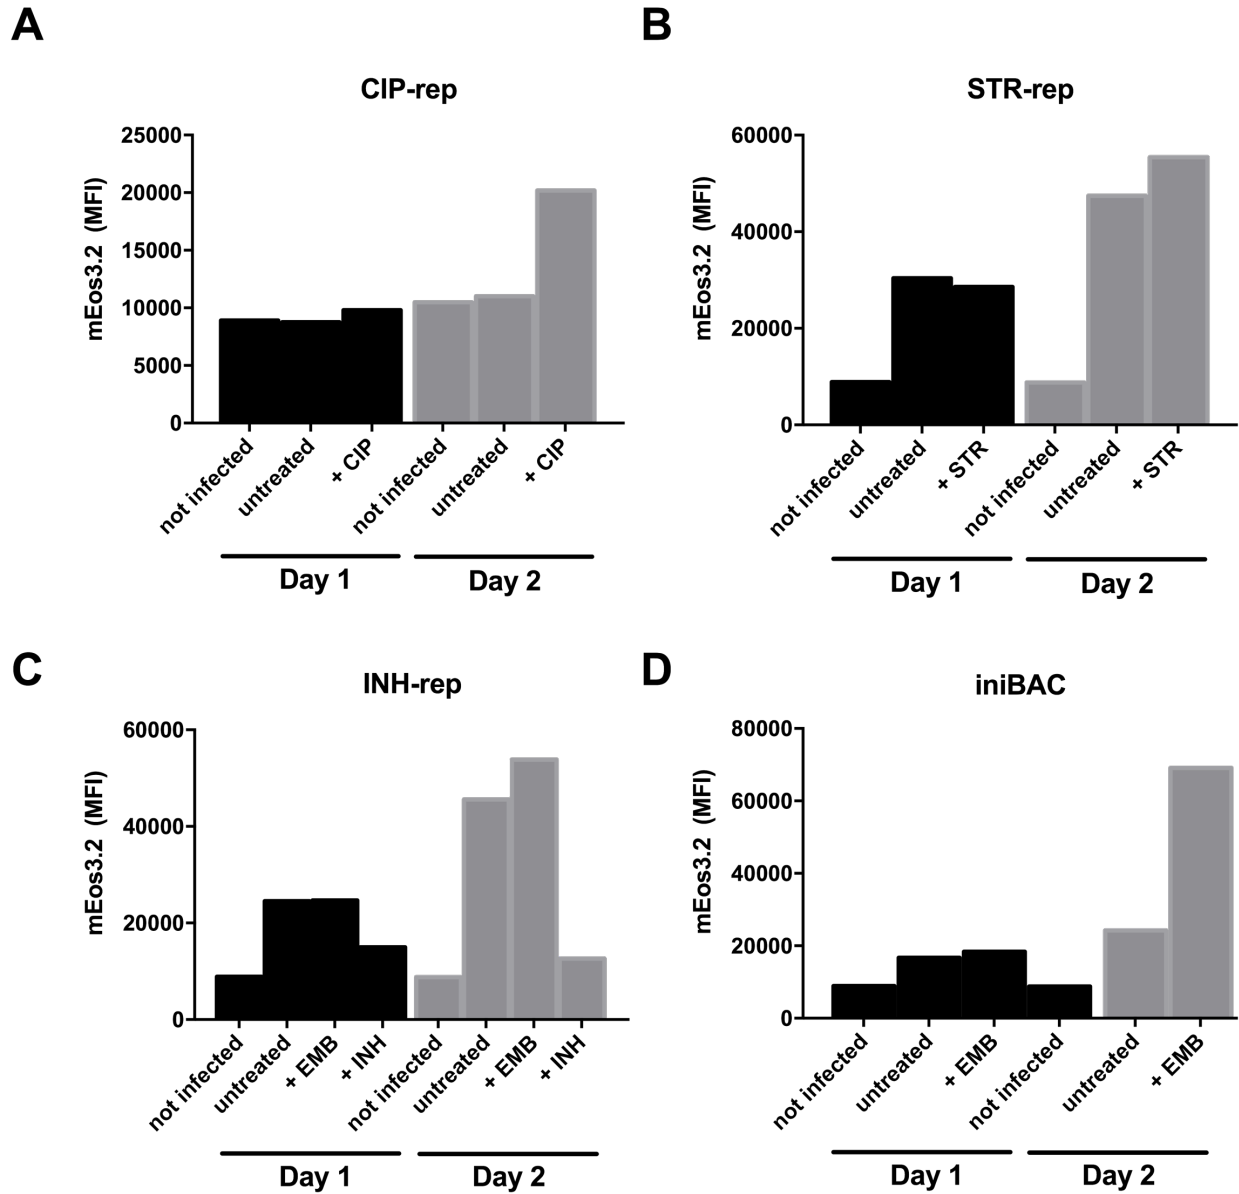 A
CIP-rep
mEos3.2 (MFI)
25000
20000
15000
10000
5000
0
not infected
untreated
+ CIP
not infected
untreated
+ CIP
Day 1
Day 2
B
STR-rep
mEos3.2 (MFI)
60000
40000
20000
0
not infected
untreated
+ STR
not infected
untreated
+ STR
Day 1
Day 2
C
INH-rep
mEos3.2 (MFI)
60000
40000
20000
0
not infected
untreated
+ EMB
+ INH
not infected
untreated
+ EMB
+ INH
Day 1
Day 2
D
iniBAC
mEos3.2 (MFI)
80000
60000
40000
20000
0
not infected
untreated
+ EMB
not infected
untreated
+ EMB
Day 1
Day 2